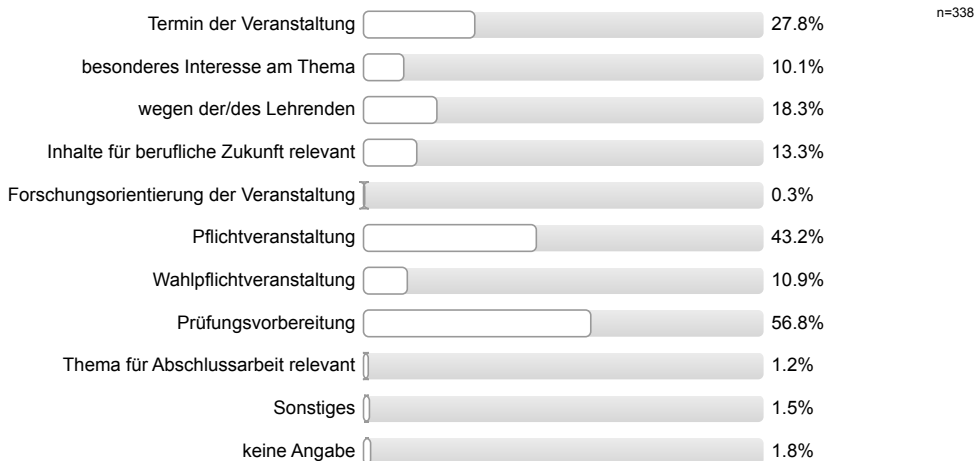 n=338
Termin der Veranstaltung 27.8%
besonderes Interesse am Thema 10.1%
wegen der/des Lehrenden 18.3%
Inhalte für berufliche Zukunft relevant 13.3%
Forschungsorientierung der Veranstaltung 0.3%
Pflichtveranstaltung 43.2%
Wahlpflichtveranstaltung 10.9%
Prüfungsvorbereitung 56.8%
Thema für Abschlussarbeit relevant 1.2%
Sonstiges 1.5%
keine Angabe 1.8%